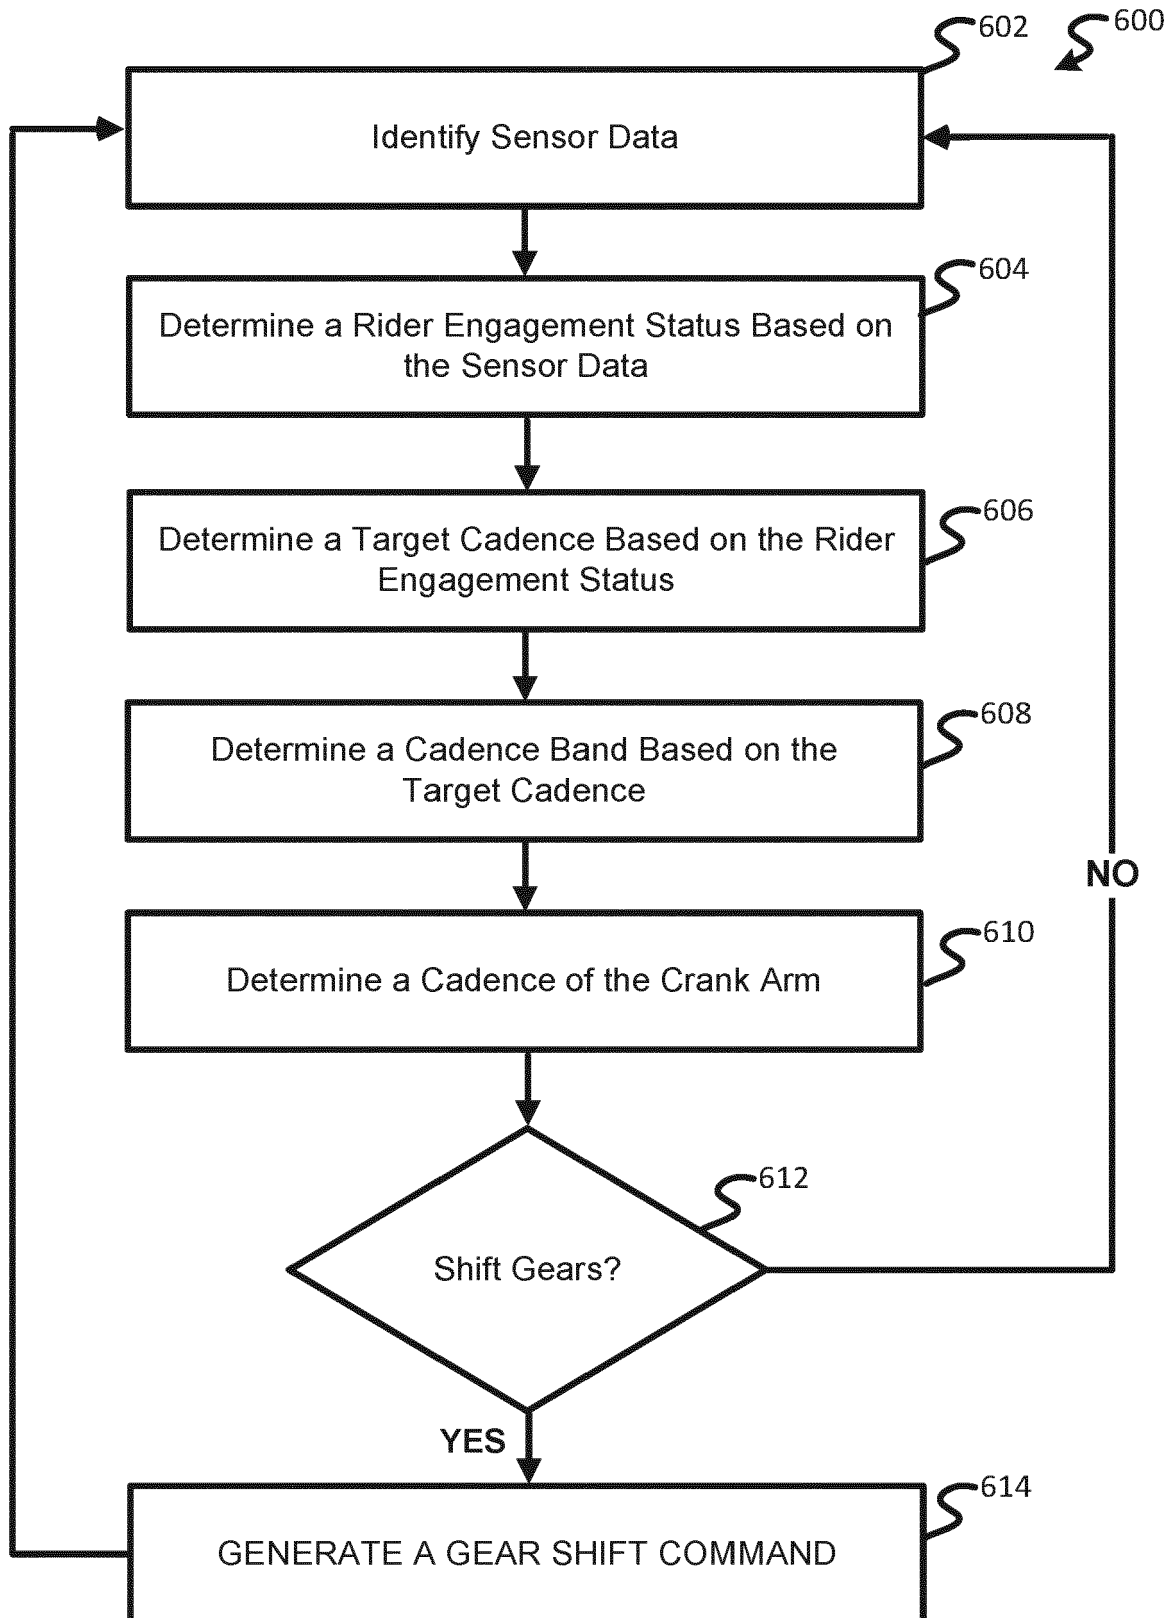 602
600
Identify Sensor Data
604
Determine a Rider Engagement Status Based on
the Sensor Data
606
Determine a Target Cadence Based on the Rider
Engagement Status
608
Determine a Cadence Band Based on the
Target Cadence
NO
610
Determine a Cadence of the Crank Arm
612
Shift Gears?
YES
614
GENERATE A GEAR SHIFT COMMAND